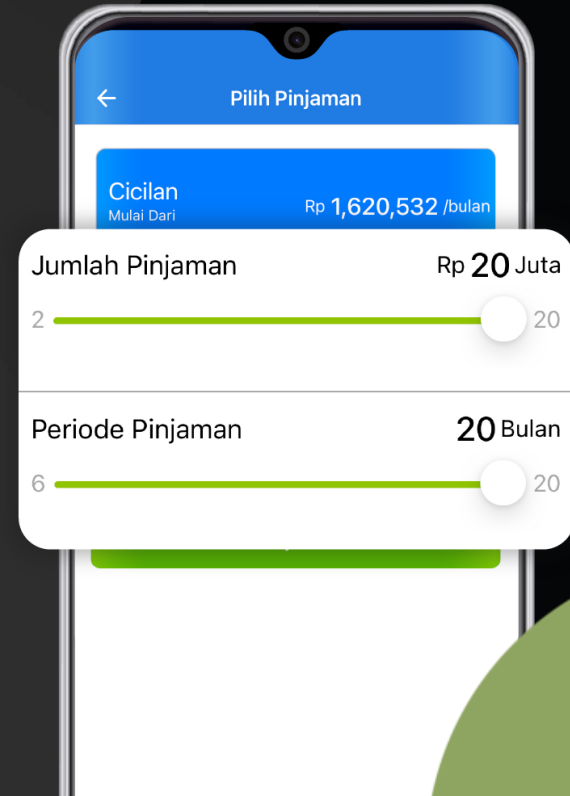 Pilih Pinjaman
Cicilan
Mulai Dari
Rp 1,620,532 /bulan
Jumlah Pinjaman
Rp 20 Juta
2
20
Periode Pinjaman
20 Bulan
6
20